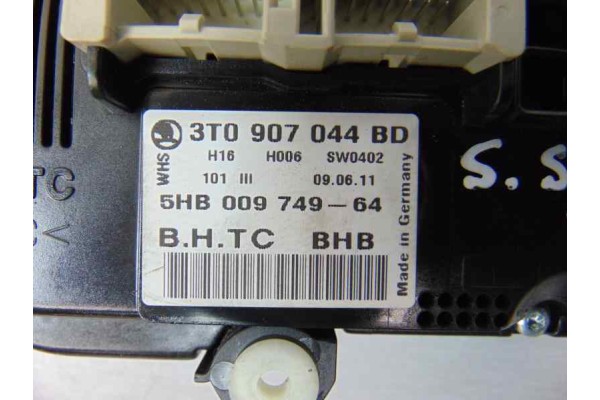 3T0 907 044 BD
WHS
H16 H006 SW0402
101 III 09.06.11
5HB 009 749-64
B.H.TC BHB
Made in Germany
S. S
TC